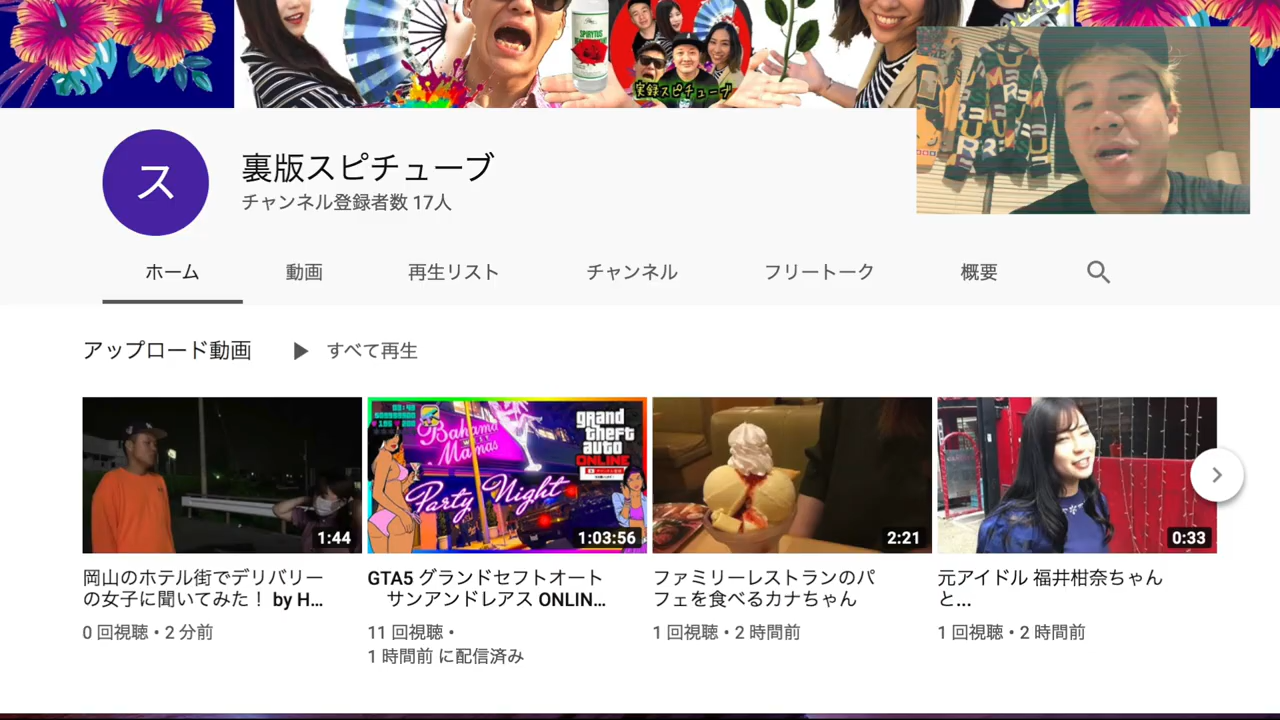 SPIRYTUS
実録スピチューブ
ス
裏版スピチューブ
チャンネル登録者数 17人
ホーム
動画
再生リスト
チャンネル
フリートーク
概要
アップロード動画
すべて再生
1:44
Bahama
Mamas
Party Night
grand
theft
auto
ONLINE
1:03:56
2:21
0:33
岡山のホテル街でデリバリー
の女子に聞いてみた！ by H...
0 回視聴・2 分前
GTA5 グランドセフトオート
サンアンドレアス ONLIN...
11 回視聴・
1 時間前 に配信済み
ファミリーレストランのパ
フェを食べるカナちゃん
1 回視聴・2 時間前
元アイドル 福井柑奈ちゃん
と...
1 回視聴・2 時間前